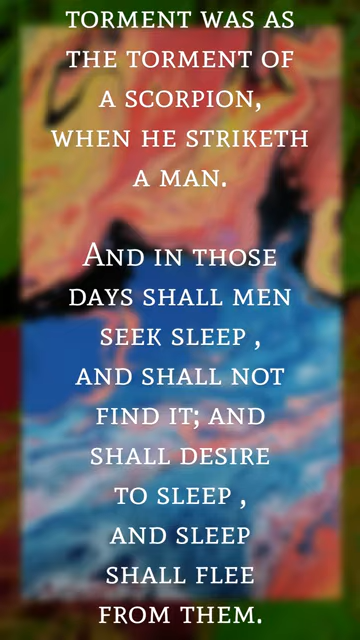 TORMENT WAS AS
THE TORMENT OF
A SCORPION,
WHEN HE STRIKETH
A MAN.
AND IN THOSE
DAYS SHALL MEN
SEEK SLEEP ,
AND SHALL NOT
FIND IT; AND
SHALL DESIRE
TO SLEEP ,
AND SLEEP
SHALL FLEE
FROM THEM.